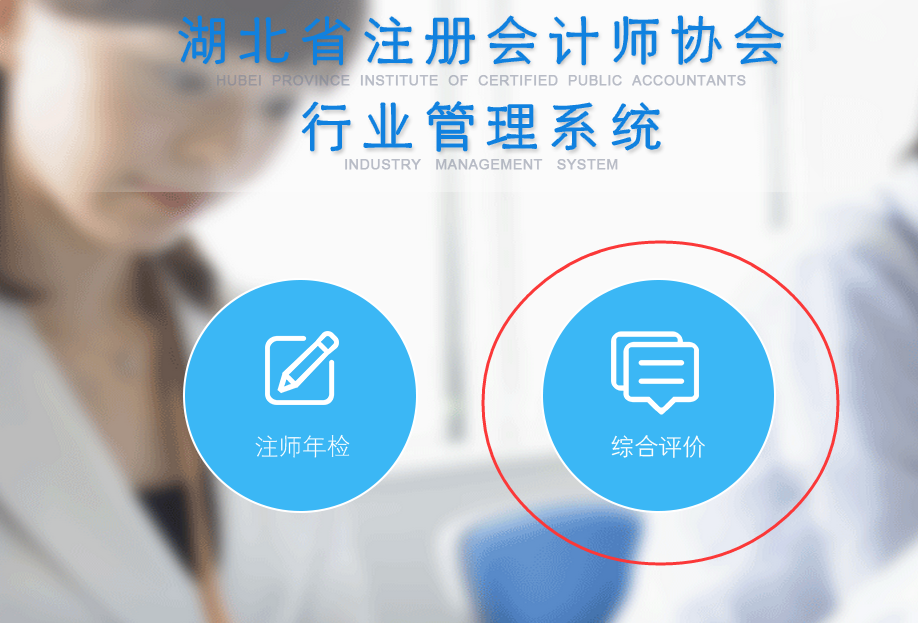 湖北省注册会计师协会
HUBEI PROVINCE INSTITUTE OF CERTIFIED PUBLIC ACCOUNTANTS
行业管理系统
INDUSTRY MANAGEMENT SYSTEM
注师年检
综合评价